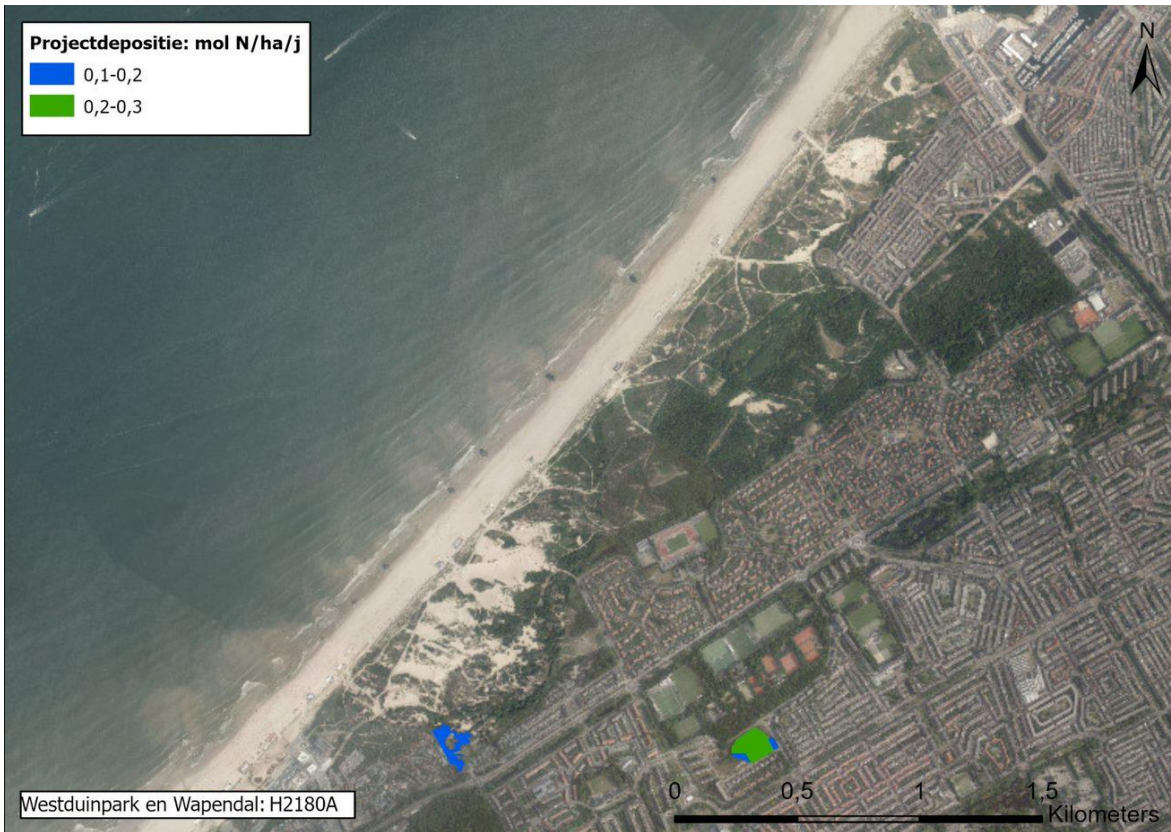 Projectdepositie: mol N/ha/j
0,1-0,2
0,2-0,3
N
Westduinpark en Wapendal: H2180A
0 0,5 1 1,5
Kilometers